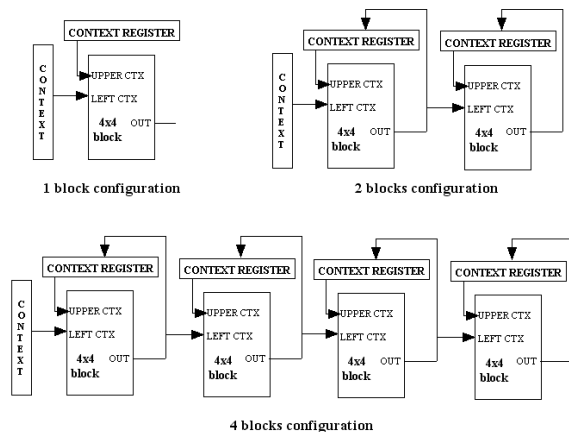 CONTEXT REGISTER
CONTEXT
UPPER CTX
LEFT CTX
OUT
4x4
block
1 block configuration
CONTEXT REGISTER
CONTEXT REGISTER
CONTEXT
UPPER CTX
LEFT CTX
OUT
4x4
block
UPPER CTX
LEFT CTX
OUT
4x4
block
2 blocks configuration
CONTEXT REGISTER
CONTEXT REGISTER
CONTEXT REGISTER
CONTEXT REGISTER
CONTEXT
UPPER CTX
LEFT CTX
OUT
4x4
block
UPPER CTX
LEFT CTX
OUT
4x4
block
UPPER CTX
LEFT CTX
OUT
4x4
block
UPPER CTX
LEFT CTX
OUT
4x4
block
4 blocks configuration